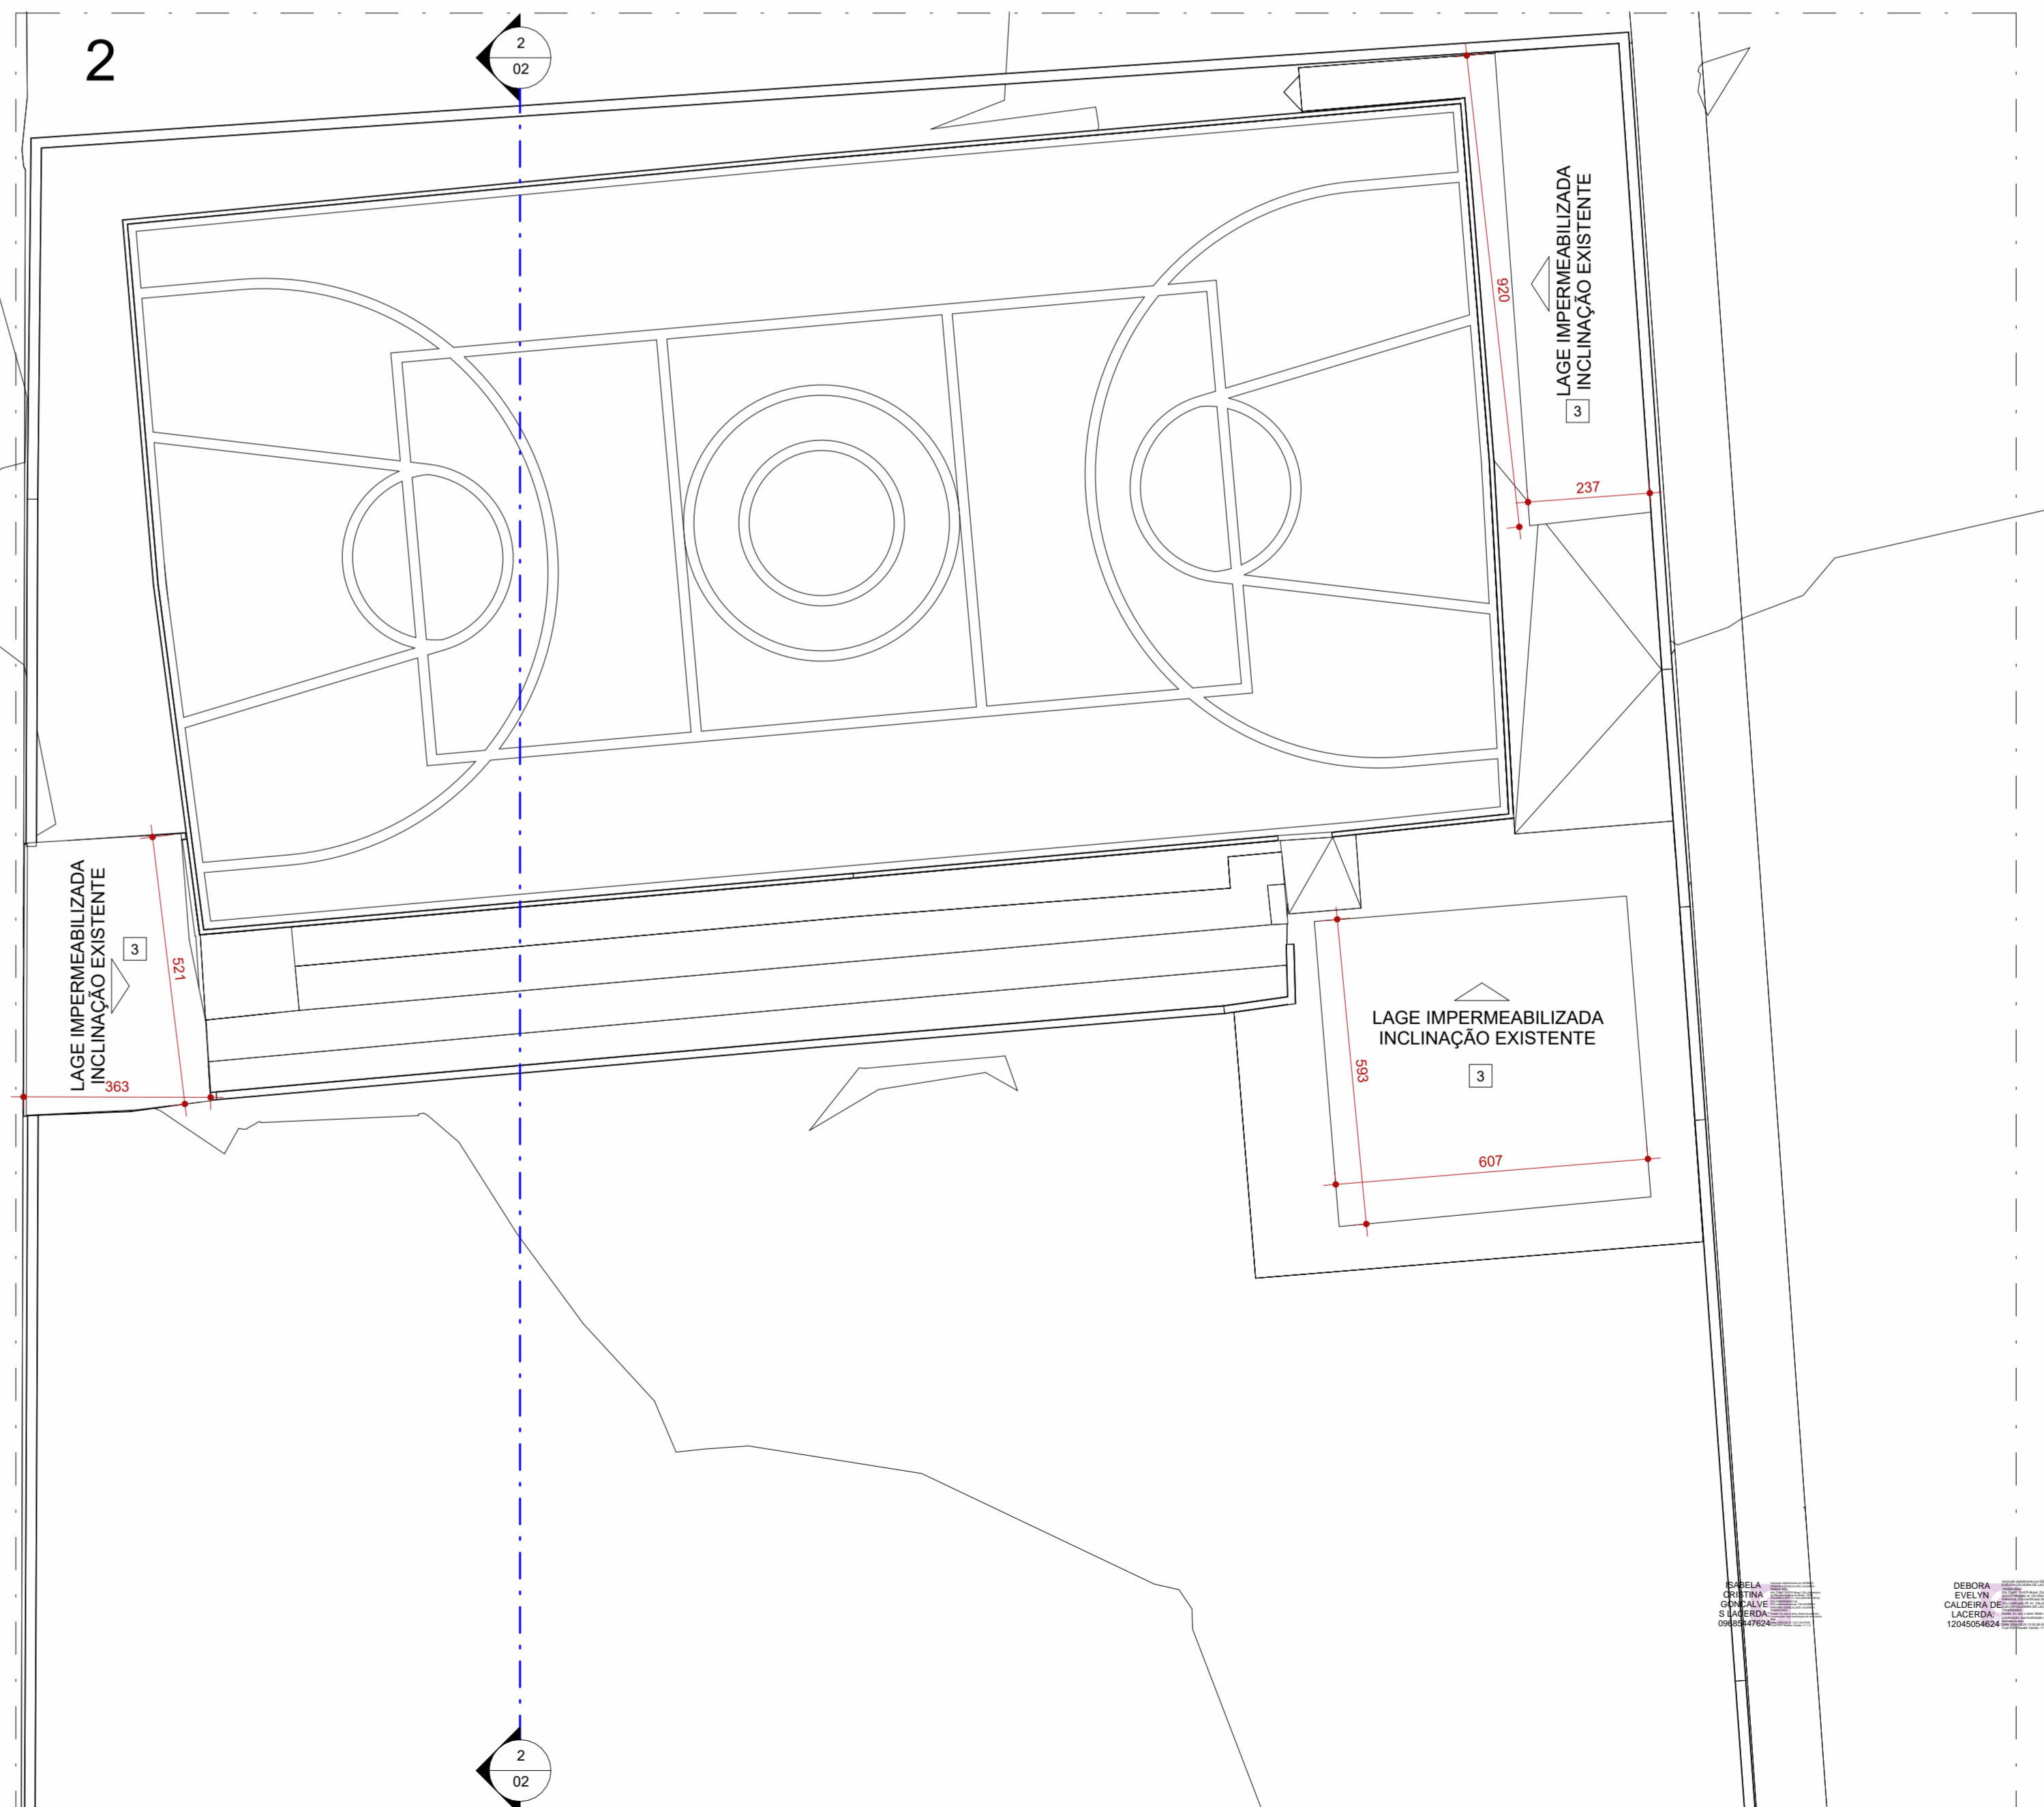 2
2
02
LAGE IMPERMEABILIZADA
INCLINAÇÃO EXISTENTE
3
920
237
LAGE IMPERMEABILIZADA
INCLINAÇÃO EXISTENTE
3
521
363
LAGE IMPERMEABILIZADA
INCLINAÇÃO EXISTENTE
3
593
607
ISABELA
CRISTINA
GONCALVE
S LACERDA:
09685447624
DEBORA
EVELYN
CALDEIRA DE
LACERDA:
12045054624
2
02